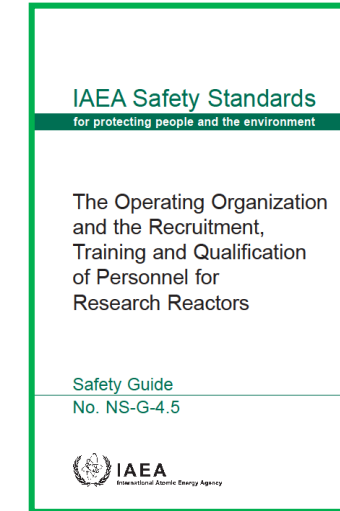 IAEA Safety Standards
for protecting people and the environment
The Operating Organization
and the Recruitment,
Training and Qualification
of Personnel for
Research Reactors
Safety Guide
No. NS-G-4.5
IAEA
International Atomic Energy Agency